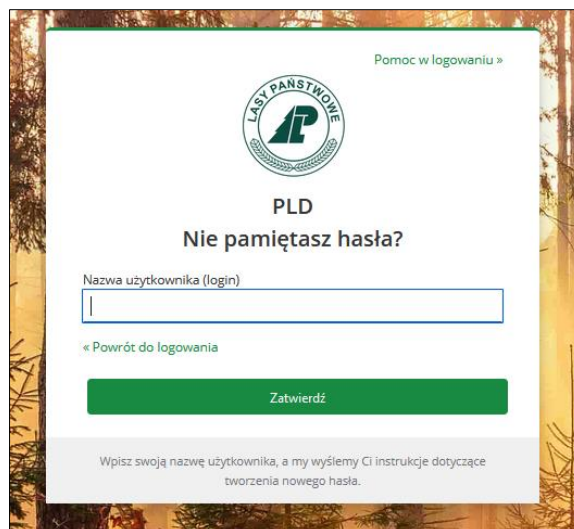 Pomoc w logowaniu »
LASY PAŃSTWOWE
PLD
Nie pamiętasz hasła?
Nazwa użytkownika (login)
« Powrót do logowania
Zatwierdź
Wpisz swoją nazwę użytkownika, a my wyślemy Ci instrukcje dotyczące
tworzenia nowego hasła.